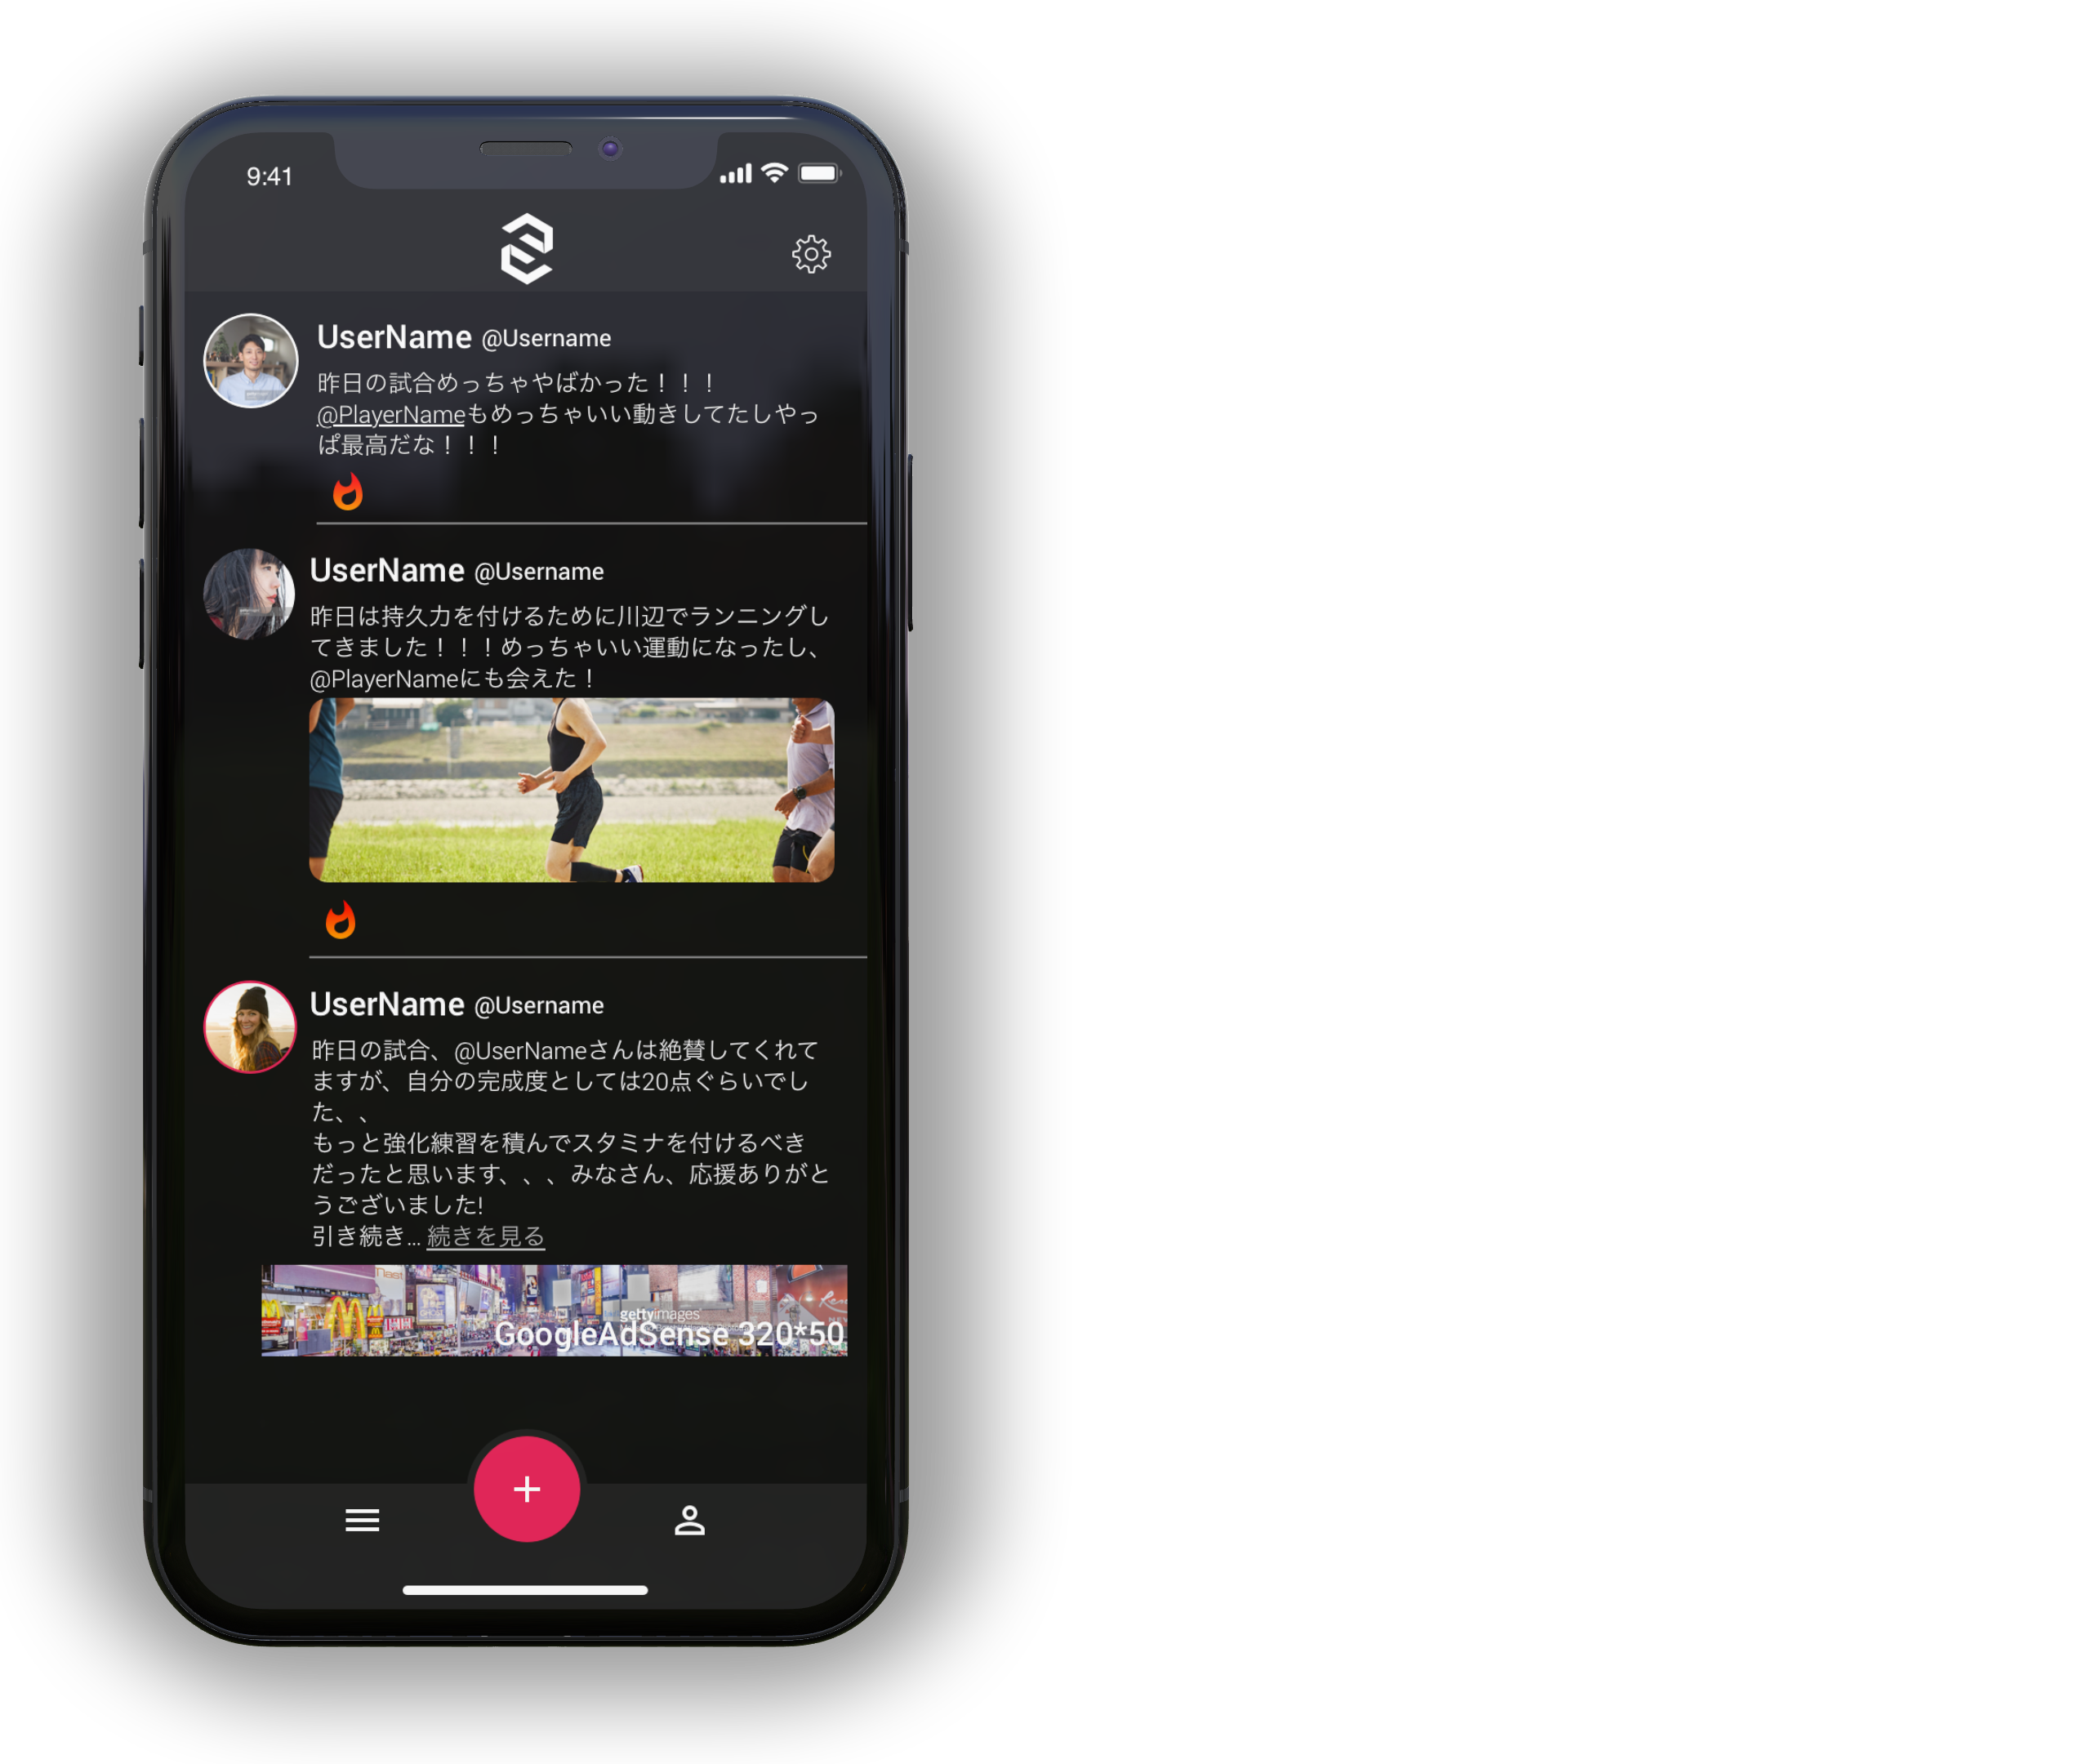 9:41
UserName @Username
昨日の試合めっちゃやばかった！！！
@PlayerNameもめっちゃいい動きしてたしやっ
ぱ最高だな！！！
UserName @Username
昨日は持久力を付けるために川辺でランニングし
てきました！！！めっちゃいい運動になったし、
@PlayerNameにも会えた！
UserName @Username
昨日の試合、@UserNameさんは絶賛してくれて
ますが、自分の完成度としては20点ぐらいでし
た、、
もっと強化練習を積んでスタミナを付けるべき
だったと思います、、、みなさん、応援ありがと
うございました!
引き続き... 続きを見る
gettyimages
GoogleAdSense 320*50